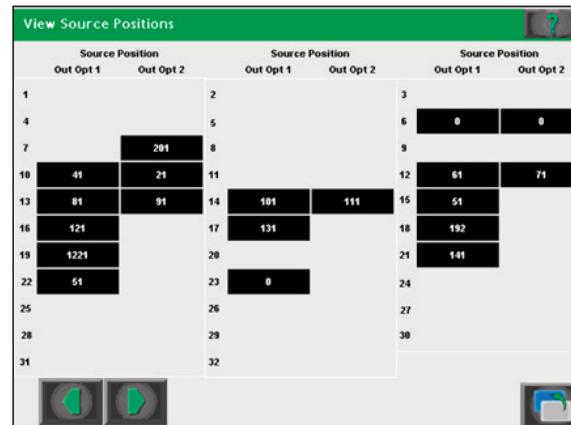 View Source Positions
?
Source Position Source Position Source Position
Out Opt 1 Out Opt 2 Out Opt 1 Out Opt 2 Out Opt 1 Out Opt 2
1 2 3
4 5 6 0 0
7 201 8 9
10 41 21 11 12 61 71
13 81 91 14 101 111 15 51
16 121 17 131 18 192
19 1221 20 21 141
22 51 23 0 24
25 26 27
28 29 30
31 32